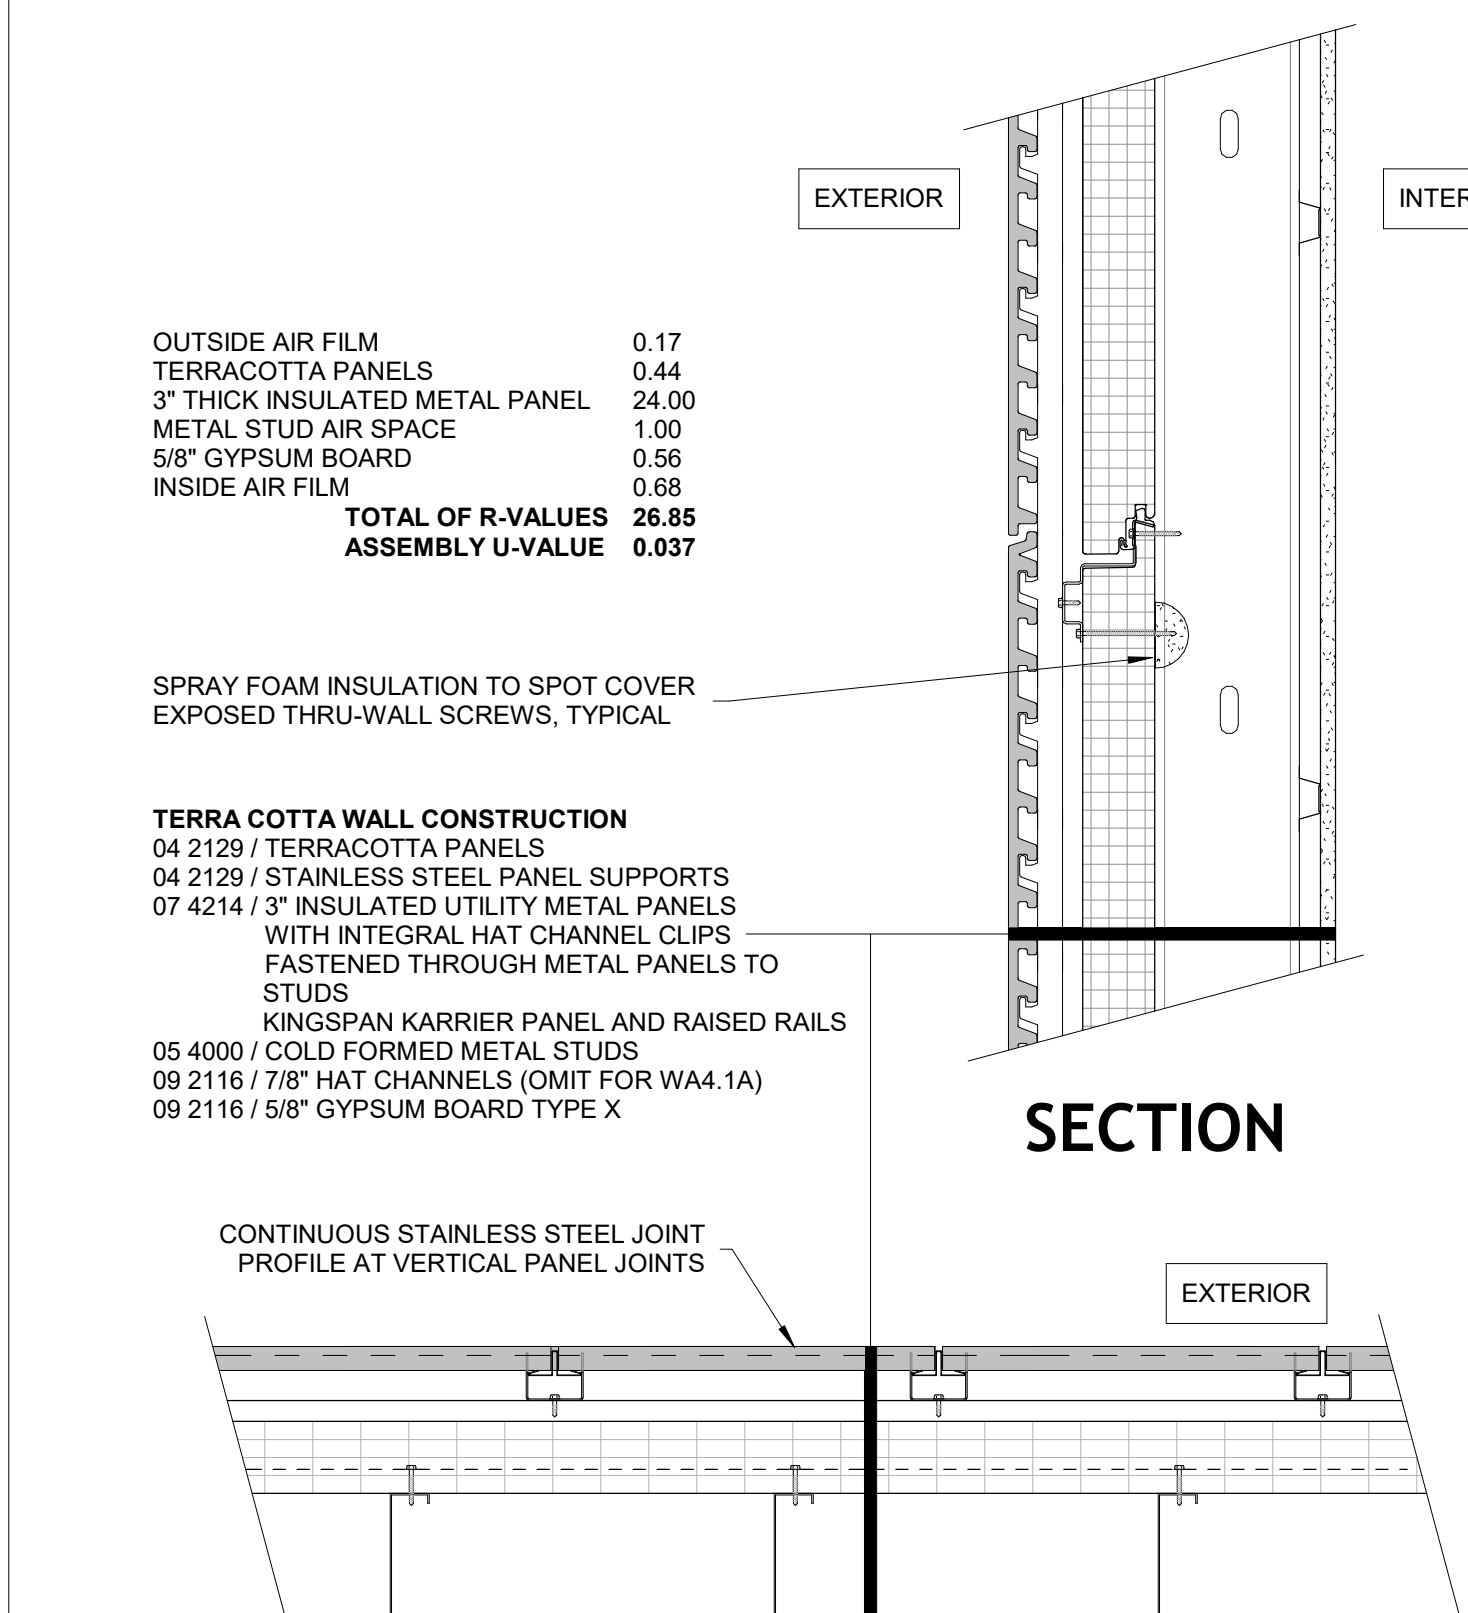 EXTERIOR
INTER
OUTSIDE AIR FILM 0.17
TERRACOTTA PANELS 0.44
3" THICK INSULATED METAL PANEL 24.00
METAL STUD AIR SPACE 1.00
5/8" GYPSUM BOARD 0.56
INSIDE AIR FILM 0.68
TOTAL OF R-VALUES 26.85
ASSEMBLY U-VALUE 0.037
SPRAY FOAM INSULATION TO SPOT COVER
EXPOSED THRU-WALL SCREWS, TYPICAL
TERRA COTTA WALL CONSTRUCTION
04 2129 / TERRACOTTA PANELS
04 2129 / STAINLESS STEEL PANEL SUPPORTS
07 4214 / 3" INSULATED UTILITY METAL PANELS
WITH INTEGRAL HAT CHANNEL CLIPS
FASTENED THROUGH METAL PANELS TO
STUDS
KINGSPAN KARRIER PANEL AND RAISED RAILS
05 4000 / COLD FORMED METAL STUDS
09 2116 / 7/8" HAT CHANNELS (OMIT FOR WA4.1A)
09 2116 / 5/8" GYPSUM BOARD TYPE X
SECTION
CONTINUOUS STAINLESS STEEL JOINT
PROFILE AT VERTICAL PANEL JOINTS
EXTERIOR